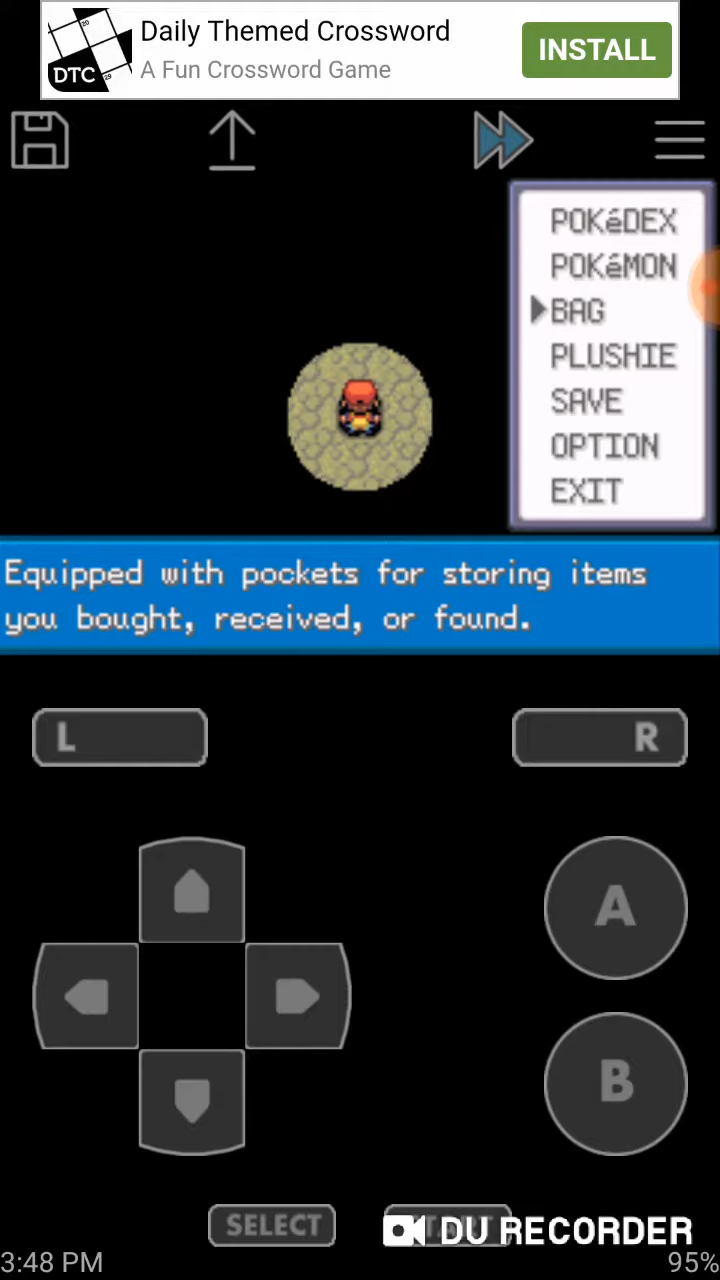 Daily Themed Crossword
DTC
A Fun Crossword Game
INSTALL
POKéDEX
POKéMON
BAG
PLUSHIE
SAVE
OPTION
EXIT
Equipped with pockets for storing items
you bought, received, or found.
L
R
A
B
SELECT
DU RECORDER
3:48 PM
95%